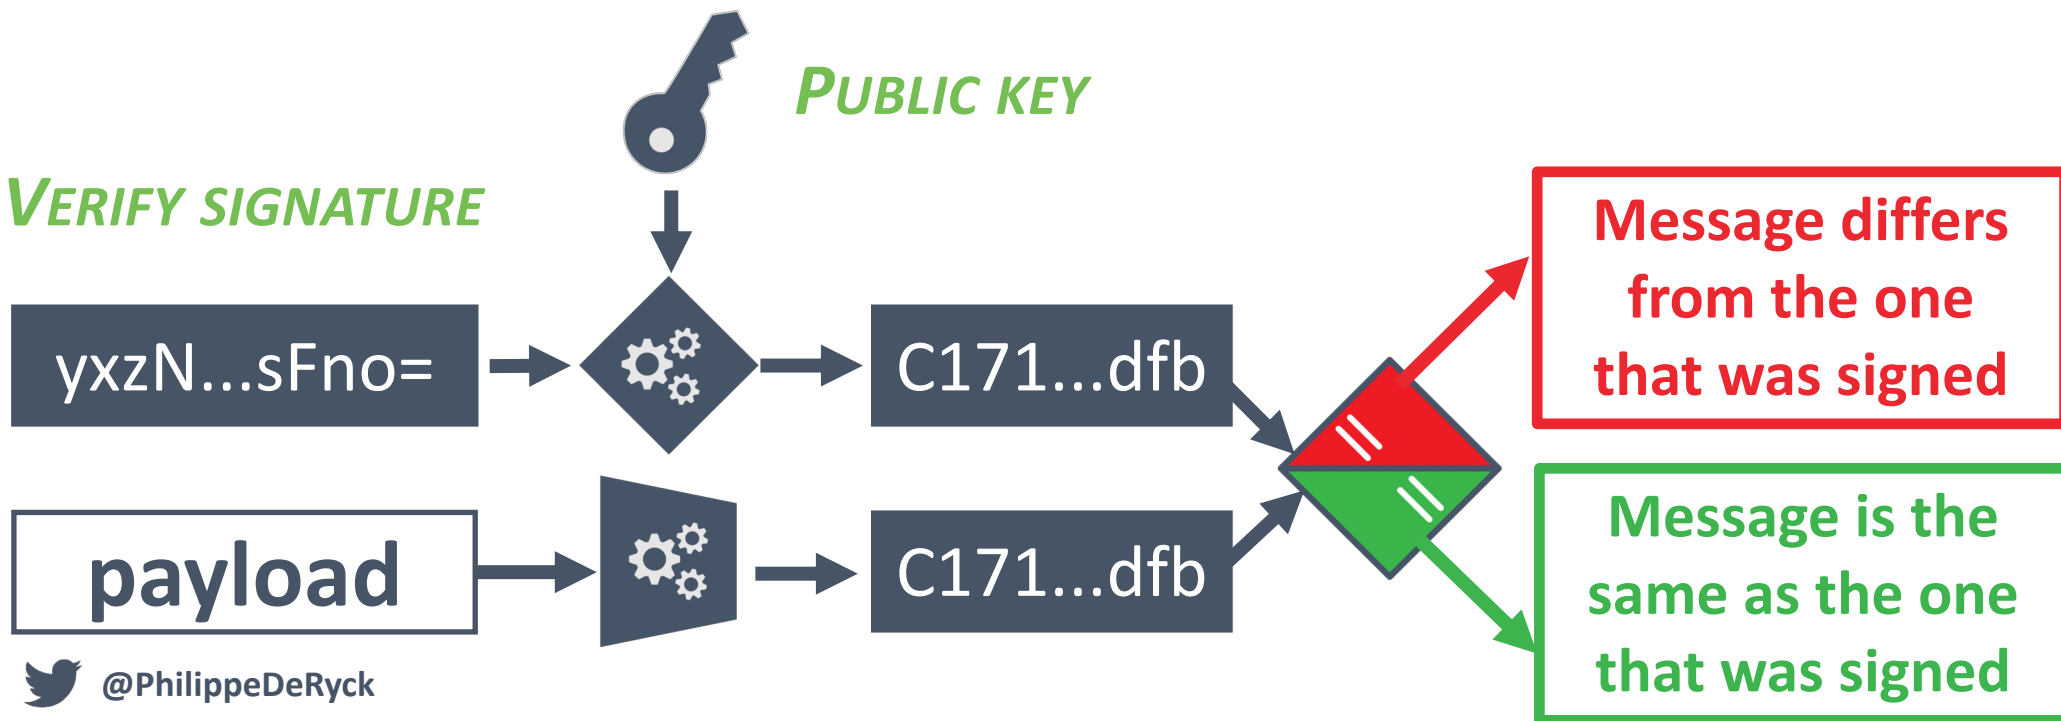 PUBLIC KEY
VERIFY SIGNATURE
yxzN...sFno=
C171...dfb
Message differs
from the one
that was signed
payload
C171...dfb
Message is the
same as the one
that was signed
@PhilippeDeRyck